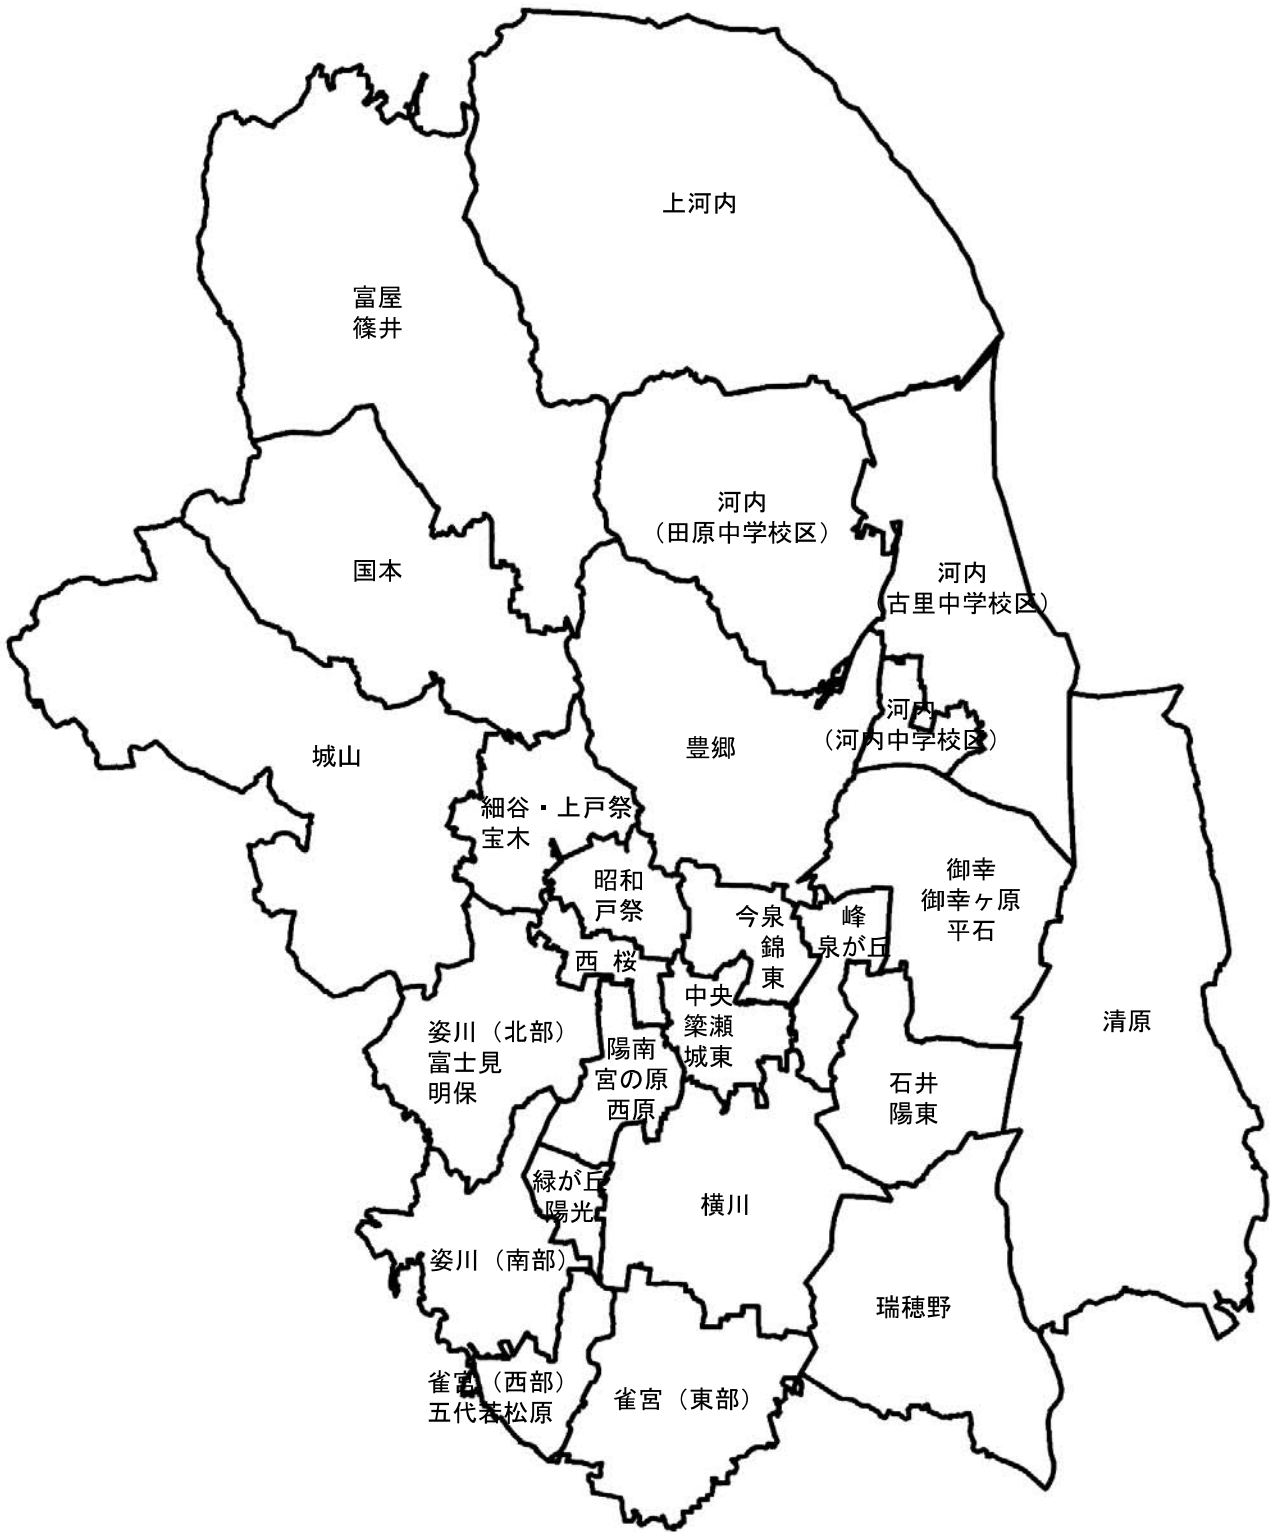 上河内
富屋
篠井
河内
（田原中学校区）
国本
河内
（古里中学校区）
河内
（河内中学校区）
豊郷
城山
細谷・上戸祭
宝木
昭和
戸祭
御幸
御幸ヶ原
平石
今泉
錦
東
峰
泉が丘
西 桜
中央
簗瀬
城東
清原
姿川（北部）
富士見
明保
陽南
宮の原
西原
石井
陽東
緑が丘
陽光
横川
姿川（南部）
瑞穂野
雀宮（西部）
五代若松原
雀宮（東部）